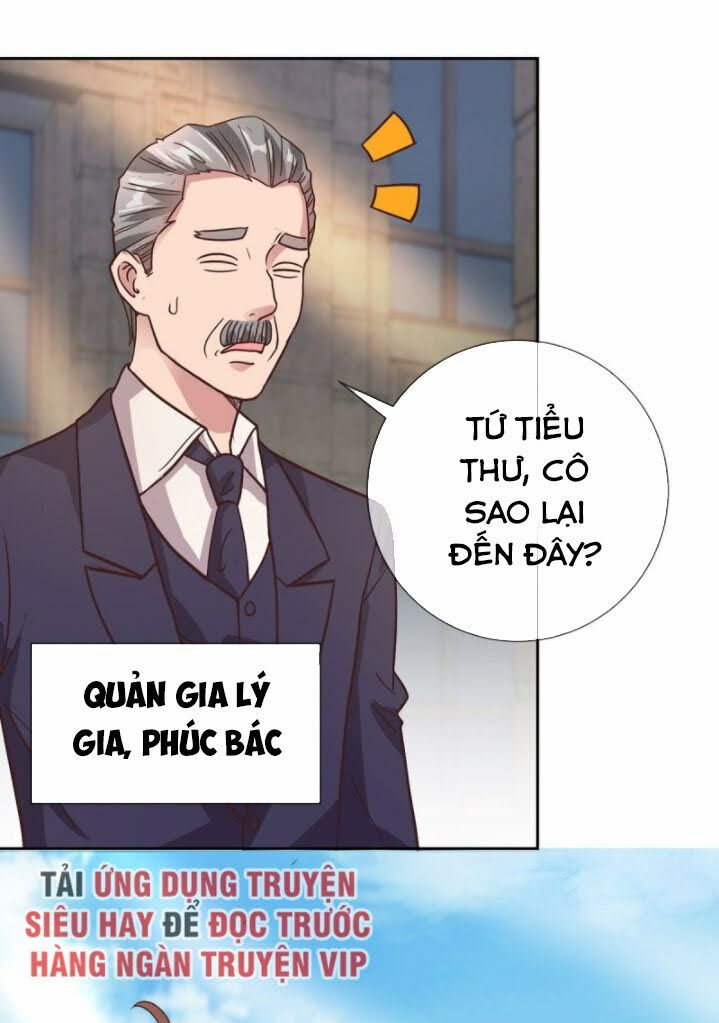 TỨ TIỂU
THƯ, CÔ
SAO LẠI
ĐẾN ĐÂY?
QUẢN GIA LÝ
GIA, PHÚC BÁC
TẢI ỨNG DỤNG TRUYỆN
SIÊU HAY ĐỂ ĐỌC TRƯỚC
HÀNG NGÀN TRUYỆN VIP